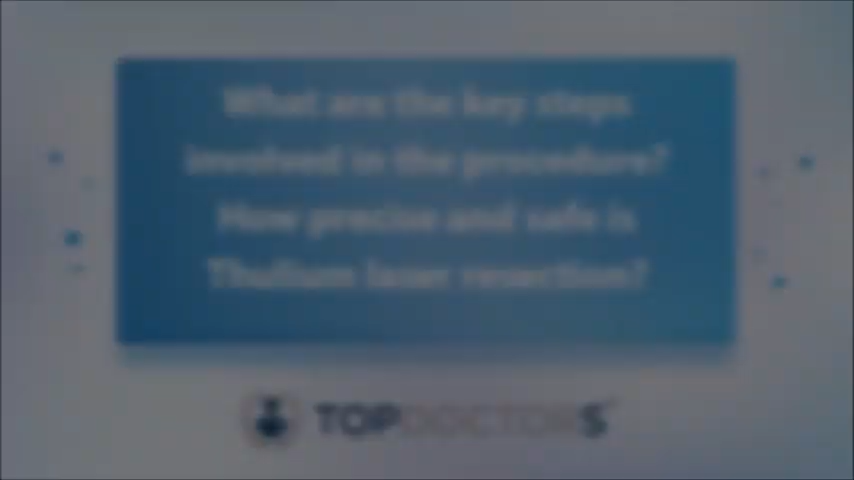 What are the key steps
involved in the procedure?
How precise and safe is
Thulium laser resection?
TOPDOCTORS